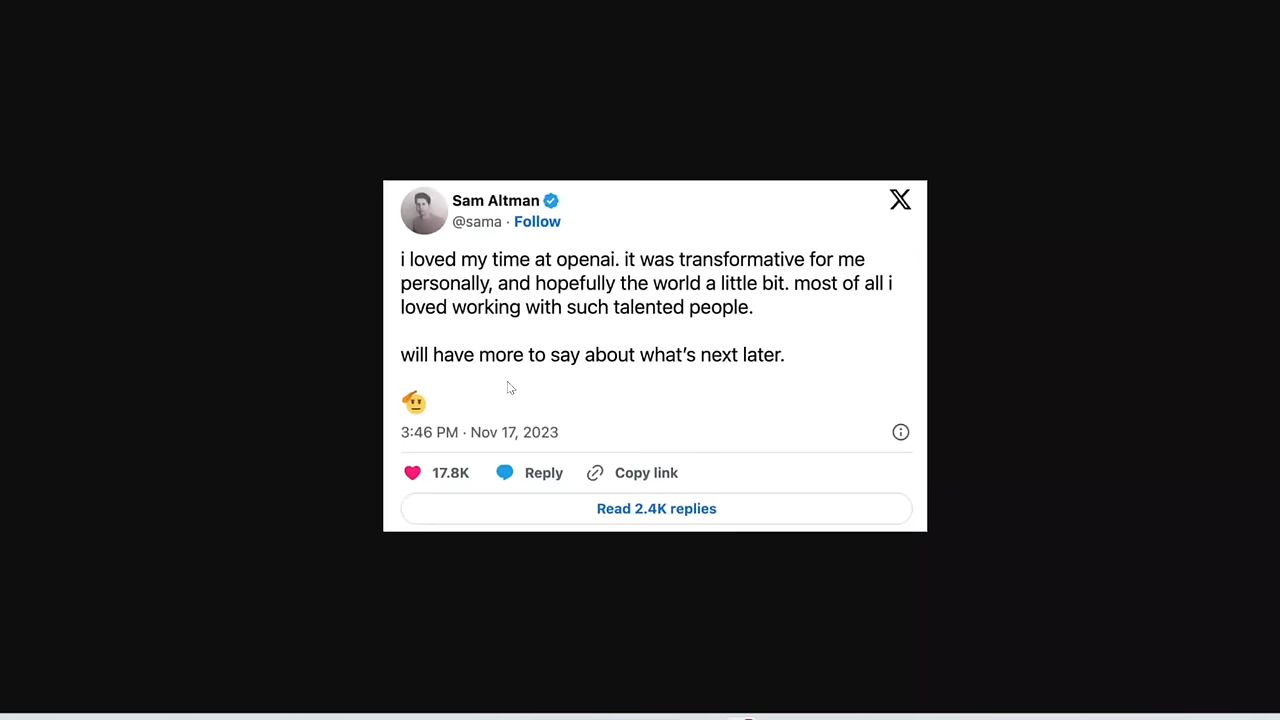 Sam Altman
@sama · Follow
i loved my time at openai. it was transformative for me
personally, and hopefully the world a little bit. most of all i
loved working with such talented people.
will have more to say about what’s next later.
3:46 PM · Nov 17, 2023
17.8K Reply Copy link
Read 2.4K replies